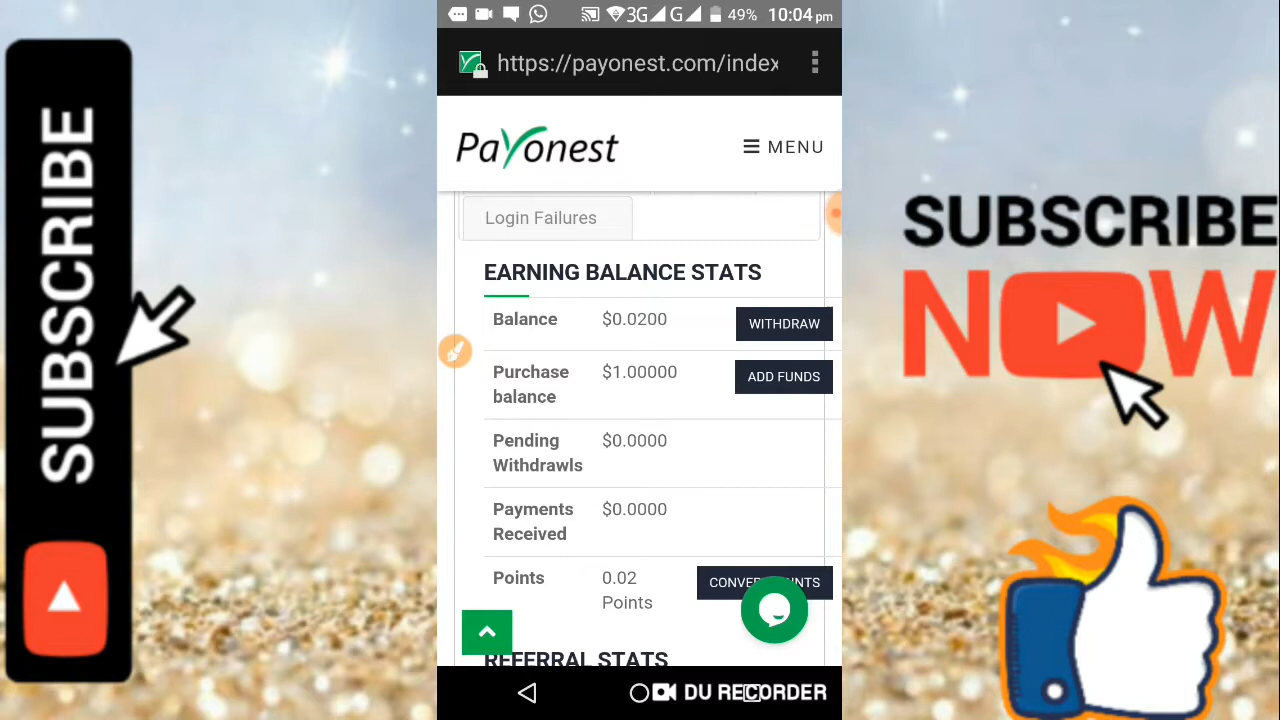 SUBSCRIBE
3G
G
49%
10:04 pm
https://payonest.com/index
PaYonest
MENU
Login Failures
EARNING BALANCE STATS
Balance $0.0200 WITHDRAW
Purchase balance $1.00000 ADD FUNDS
Pending Withdrawls $0.0000
Payments Received $0.0000
Points 0.02 Points
REFERRAL STATS
DU RECORDER
SUBSCRIBE
NOW